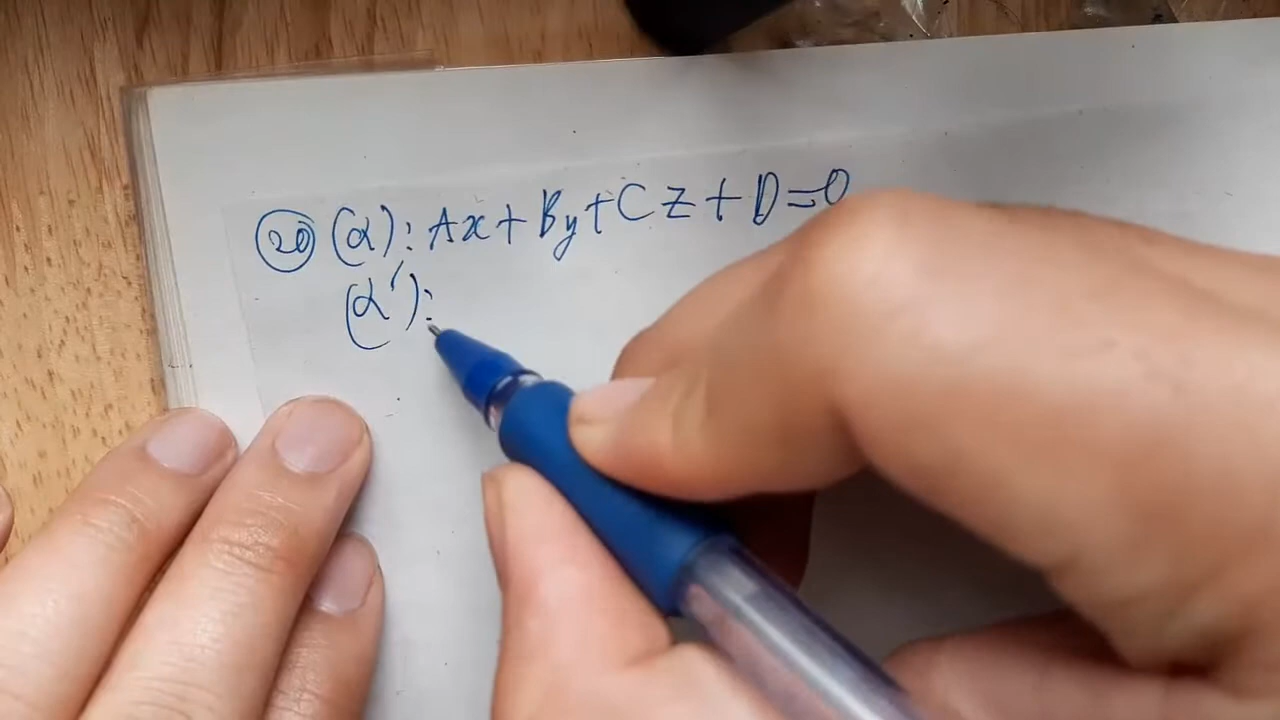 20 (α): Ax + By + Cz + D = 0
(α'):